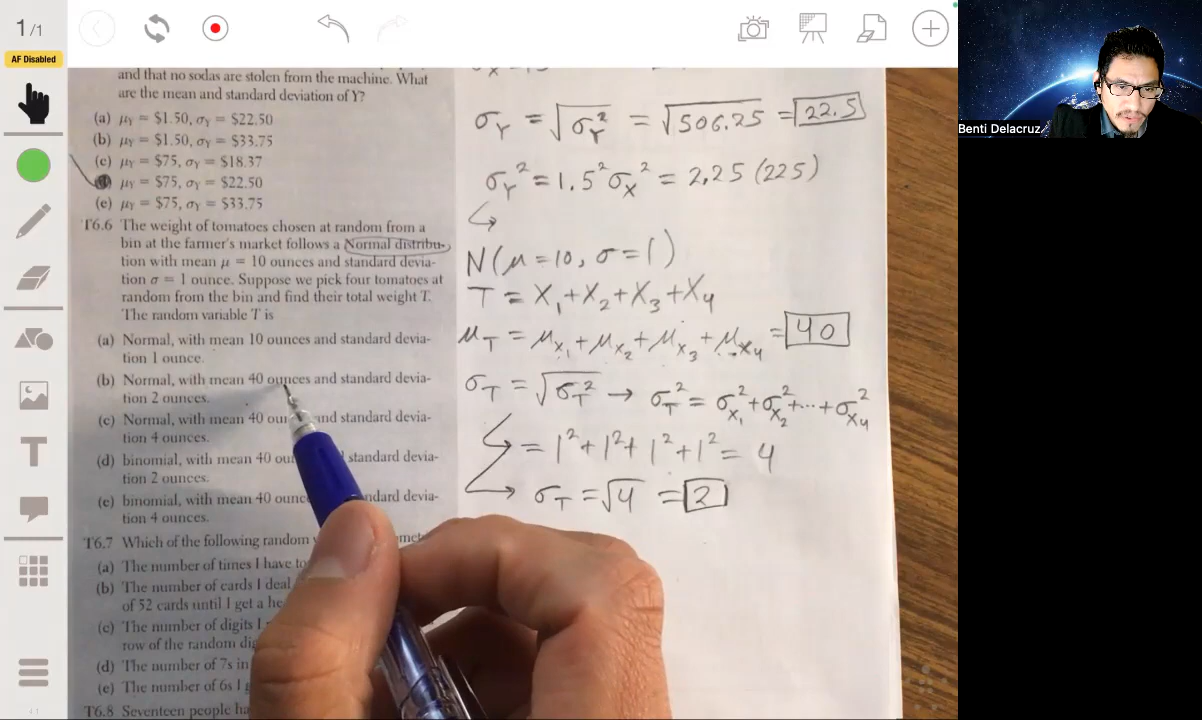 1/1
AF Disabled
Benti Delacruz
and that no sodas are stolen from the machine. What
are the mean and standard deviation of Y?
(a) μY = $1.50, σY = $22.50
(b) μY = $1.50, σY = $33.75
(c) μY = $75, σY = $18.37
μY = $75, σY = $22.50
(e) μY = $75, σY = $33.75
T6.6 The weight of tomatoes chosen at random from a
bin at the farmer's market follows a Normal distribu-
tion with mean μ = 10 ounces and standard devia-
tion σ = 1 ounce. Suppose we pick four tomatoes at
random from the bin and find their total weight T.
The random variable T is
(a) Normal, with mean 10 ounces and standard devia-
tion 1 ounce.
(b) Normal, with mean 40 ounces and standard devia-
tion 2 ounces.
(c) Normal, with mean 40 and standard devia-
tion 4 ounces.
(d) binomial, with mean 40 standard devia-
tion 2 ounces.
(e) binomial, with mean 40 devia-
tion 4 ounces.
T6.7 Which of the following random
(a) The number of times I have to
(b) The number of cards I deal
of 52 cards until I get a
(c) The number of digits I
row of the random
(d) The number of 7s in
(e) The number of 6s I
T6.8 Seventeen people
σY = √σY² = √506.25 = 22.5
σY² = 1.5²σX² = 2.25 (225)
N(μ=10, σ=1)
T = X1+X2+X3+X4
μT = μX1+μX2+μX3+μX4 = 40
σT = √σT² → σT² = σX1²+σX2²+⋯+σX4²
= 1²+1²+1²+1² = 4
σT = √4 = 2
T